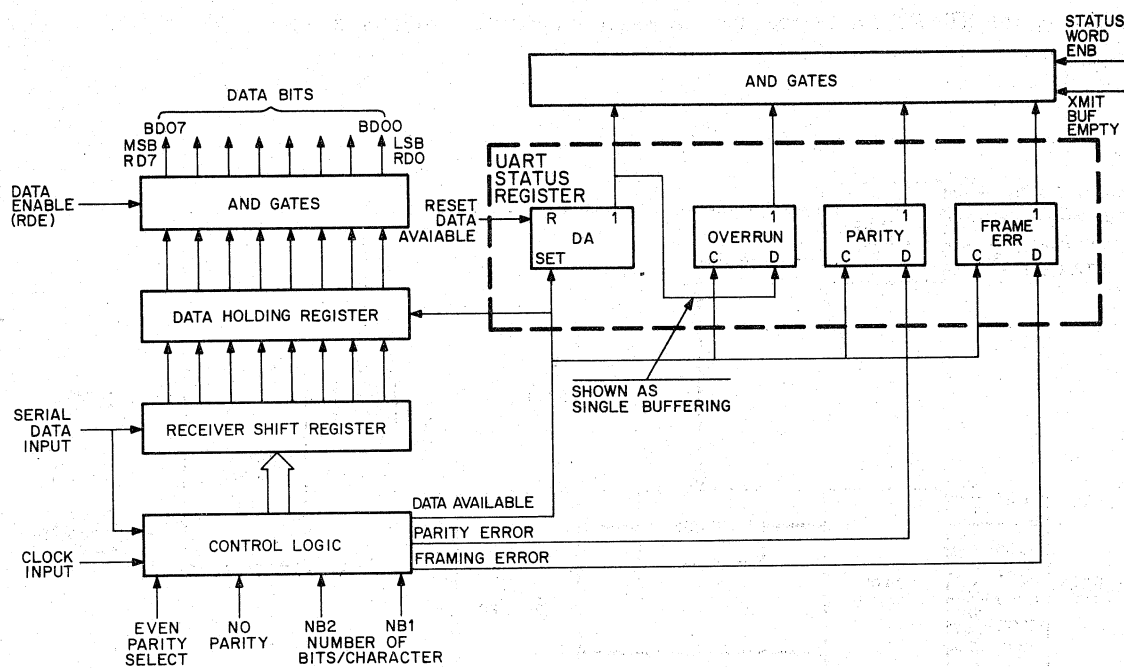 STATUS
WORD
ENB
AND GATES
XMIT
BUF
EMPTY
DATA BITS
BD07
BD00
MSB
RD7
LSB
RD0
UART
STATUS
REGISTER
DATA
ENABLE
(RDE)
AND GATES
RESET
DATA
AVAIABLE
R 1
DA
SET
1
OVERRUN
C D
1
PARITY
C D
FRAME 1
ERR
C D
DATA HOLDING REGISTER
SHOWN AS
SINGLE BUFFERING
SERIAL
DATA
INPUT
RECEIVER SHIFT REGISTER
DATA AVAILABLE
PARITY ERROR
FRAMING ERROR
CONTROL LOGIC
CLOCK
INPUT
EVEN
PARITY
SELECT
NO
PARITY
NB2 NB1
NUMBER OF
BITS/CHARACTER